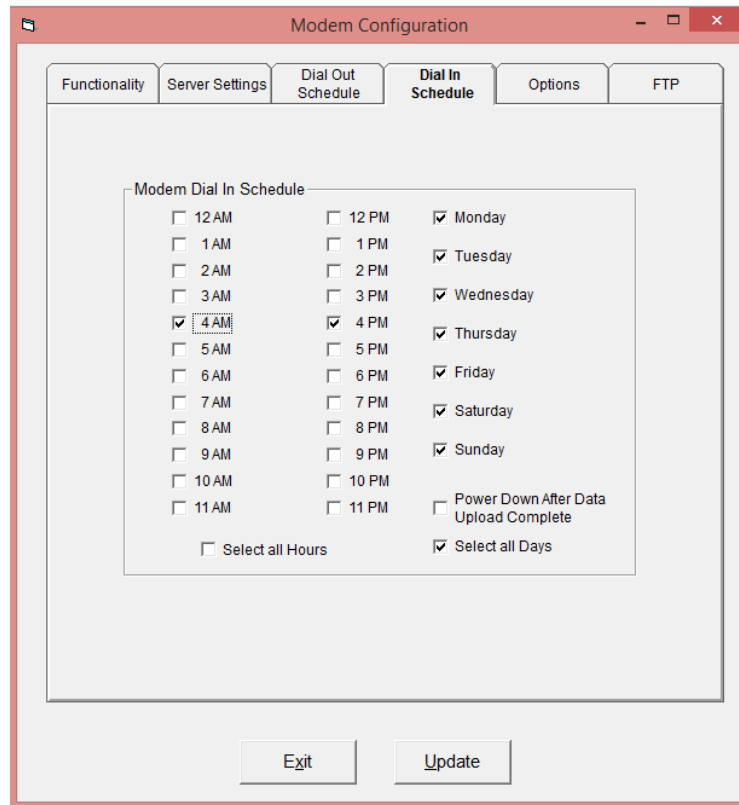 Modem Configuration
Functionality
Server Settings
Dial Out
Schedule
Dial In
Schedule
Options
FTP
Modem Dial In Schedule
12 AM
12 PM
Monday
1 AM
1 PM
Tuesday
2 AM
2 PM
3 AM
3 PM
Wednesday
4 AM
4 PM
Thursday
5 AM
5 PM
6 AM
6 PM
Friday
7 AM
7 PM
Saturday
8 AM
8 PM
9 AM
9 PM
Sunday
10 AM
10 PM
11 AM
11 PM
Power Down After Data
Upload Complete
Select all Hours
Select all Days
Exit
Update